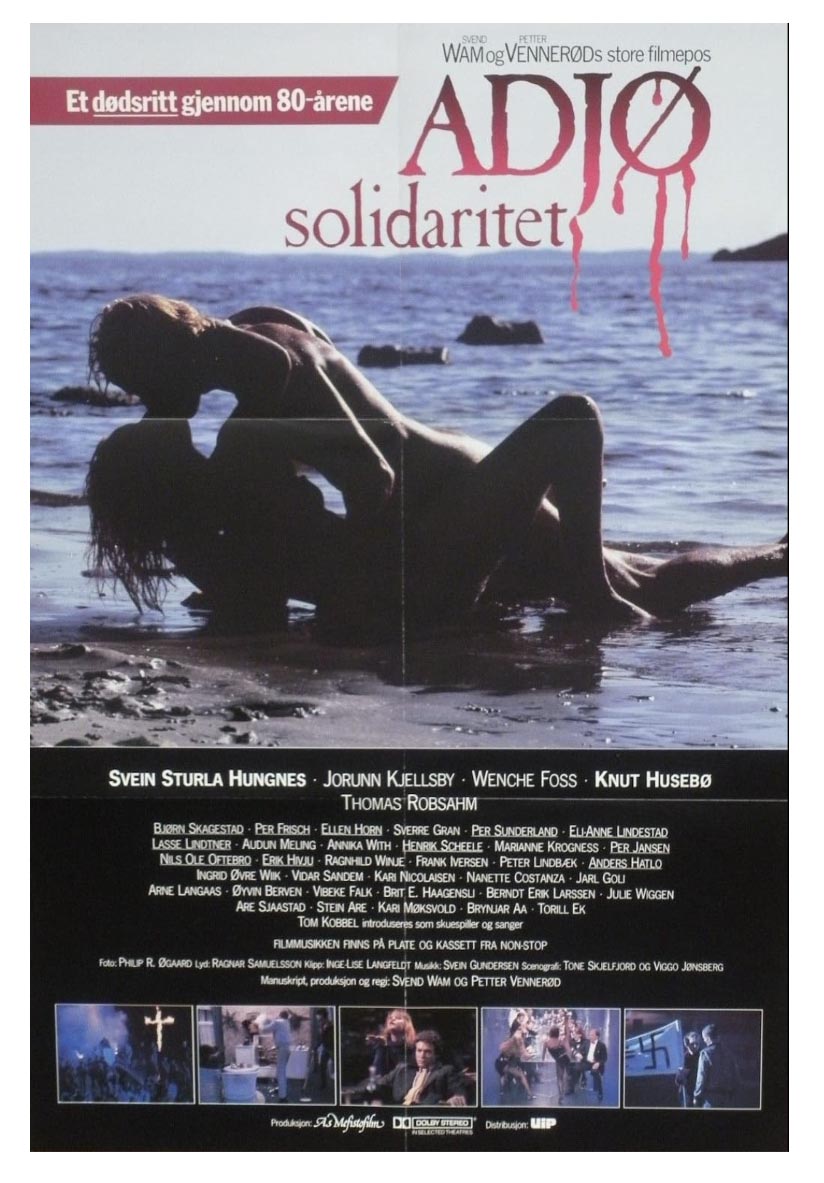 SVEND PETTER
WAM og VENNERØDs store filmepos
Et dødsritt gjennom 80-årene
ADJØ
solidaritet
SVEIN STURLA HUNGNES · JORUNN KJELLSBY · WENCHE FOSS · KNUT HUSEBØ
THOMAS ROBSAHM
BJØRN SKAGESTAD · PER FRISCH · ELLEN HORN · SVERRE GRAN · PER SUNDERLAND · ELI-ANNE LINDESTAD
LASSE LINDTNER · AUDUN MELING · ANNIKA WITH · HENRIK SCHEELE · MARIANNE KROGNESS · PER JANSEN
NILS OLE OFTEBRO · ERIK HIVJU · RAGNHILD WINJE · FRANK IVERSEN · PETER LINDBÆK · ANDERS HATLO
INGRID ØVRE WIIK · VIDAR SANDEM · KARI NICOLAISEN · NANETTE COSTANZA · JARL GOLI
ARNE LANGAAS · ØYVIN BERVEN · VIBEKE FALK · BRIT E. HAAGENSLI · BERNDT ERIK LARSSEN · JULIE WIGGEN
ARE SJAASTAD · STEIN ARE · KARI MØKSVOLD · BRYNJAR AA · TORILL EK
TOM KOBBEL introduseres som skuespiller og sanger
FILMMUSIKKEN FINNS PÅ PLATE OG KASSETT FRA NON-STOP
Foto: PHILIP R. ØGAARD Lyd: RAGNAR SAMUELSSON Klipp: INGE-LISE LANGFELDT Musikk: SVEIN GUNDERSEN Scenografi: TONE SKJELFJORD OG VIGGO JØNSBERG
Manuskript, produksjon og regi: SVEND WAM OG PETTER VENNERØD
Produksjon: As Mefistofilm DOLBY STEREO Distribusjon: UIP
IN SELECTED THEATRES